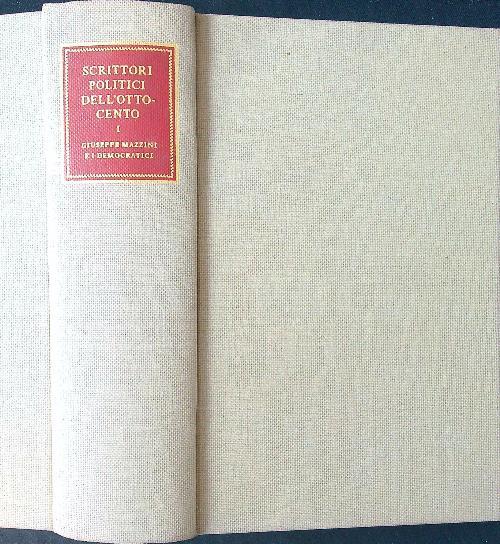 SCRITTORI
POLITICI
DELL'OTTO-
CENTO
I
GIUSEPPE MAZZINI
E I DEMOCRATICI